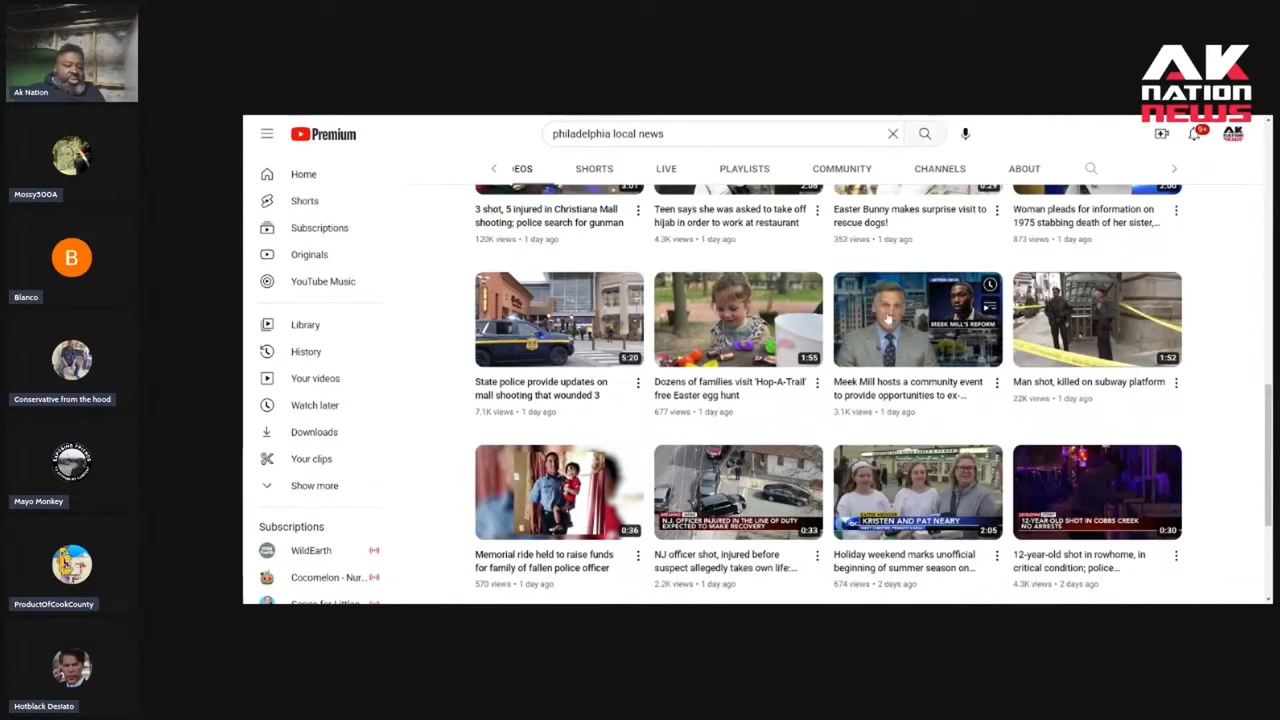 Ak Nation
Mossy500A
B
Blanco
Conservative from the hood
Mayo Monkey
ProductOfCookCounty
Hotblack Desiato
AK
NATION
NEWS
Premium
philadelphia local news
9+
Home
Shorts
Subscriptions
Originals
YouTube Music
Library
History
Your videos
Watch later
Downloads
Your clips
Show more
Subscriptions
WildEarth
Cocomelon - Nur...
EOS
SHORTS
LIVE
PLAYLISTS
COMMUNITY
CHANNELS
ABOUT
3:01
2:08
0:29
2:00
3 shot, 5 injured in Christiana Mall
shooting; police search for gunman
120K views • 1 day ago
Teen says she was asked to take off
hijab in order to work at restaurant
4.3K views • 1 day ago
Easter Bunny makes surprise visit to
rescue dogs!
353 views • 1 day ago
Woman pleads for information on
1975 stabbing death of her sister,...
873 views • 1 day ago
5:20
1:55
MEEK MILL'S REFORM
1:52
State police provide updates on
mall shooting that wounded 3
7.1K views • 1 day ago
Dozens of families visit 'Hop-A-Trail'
free Easter egg hunt
677 views • 1 day ago
Meek Mill hosts a community event
to provide opportunities to ex-...
3.1K views • 1 day ago
Man shot, killed on subway platform
22K views • 1 day ago
0:36
N.J. OFFICER INJURED IN THE LINE OF DUTY
EXPECTED TO MAKE RECOVERY
0:33
KRISTEN AND PAT NEARY
2:05
12-YEAR-OLD SHOT IN COBBS CREEK
NO ARRESTS
0:30
Memorial ride held to raise funds
for family of fallen police officer
570 views • 1 day ago
NJ officer shot, injured before
suspect allegedly takes own life:...
2.2K views • 1 day ago
Holiday weekend marks unofficial
beginning of summer season on...
674 views • 2 days ago
12-year-old shot in rowhome, in
critical condition; police...
4.3K views • 2 days ago